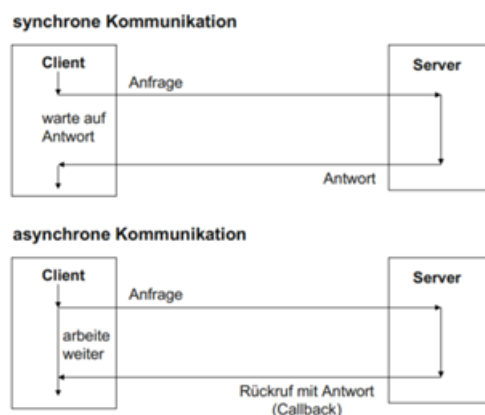 synchrone Kommunikation
Client
Server
Anfrage
warte auf
Antwort
Antwort
asynchrone Kommunikation
Client
Server
Anfrage
arbeite
weiter
Rückruf mit Antwort
(Callback)